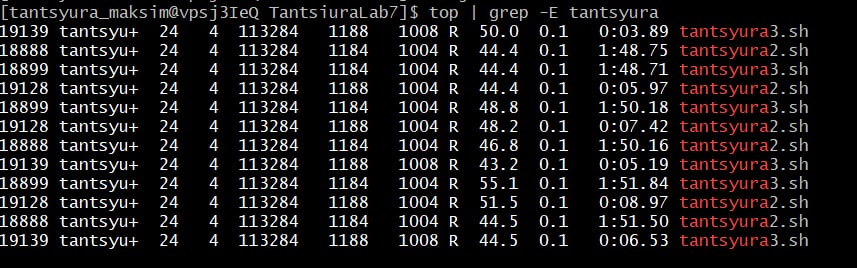 [tantsyura_maksim@vpsj3IeQ TantsiuraLab7]$ top | grep -E tantsyura
19139 tantsyu+  24   4  113284   1188   1008 R  50.0  0.1   0:03.89 tantsyura3.sh
18888 tantsyu+  24   4  113284   1184   1004 R  44.4  0.1   1:48.75 tantsyura2.sh
18899 tantsyu+  24   4  113284   1184   1004 R  44.4  0.1   1:48.71 tantsyura3.sh
19128 tantsyu+  24   4  113284   1188   1004 R  44.4  0.1   0:05.97 tantsyura2.sh
18899 tantsyu+  24   4  113284   1184   1004 R  48.8  0.1   1:50.18 tantsyura3.sh
19128 tantsyu+  24   4  113284   1188   1004 R  48.2  0.1   0:07.42 tantsyura2.sh
18888 tantsyu+  24   4  113284   1184   1004 R  46.8  0.1   1:50.16 tantsyura2.sh
19139 tantsyu+  24   4  113284   1188   1008 R  43.2  0.1   0:05.19 tantsyura3.sh
18899 tantsyu+  24   4  113284   1184   1004 R  55.1  0.1   1:51.84 tantsyura3.sh
19128 tantsyu+  24   4  113284   1188   1004 R  51.5  0.1   0:08.97 tantsyura2.sh
18888 tantsyu+  24   4  113284   1184   1004 R  44.5  0.1   1:51.50 tantsyura2.sh
19139 tantsyu+  24   4  113284   1188   1008 R  44.5  0.1   0:06.53 tantsyura3.sh